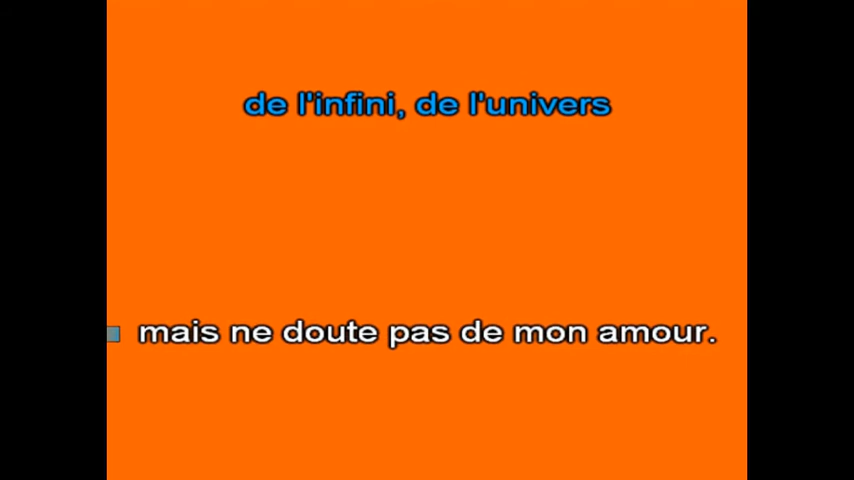 de l'infini, de l'univers
mais ne doute pas de mon amour.